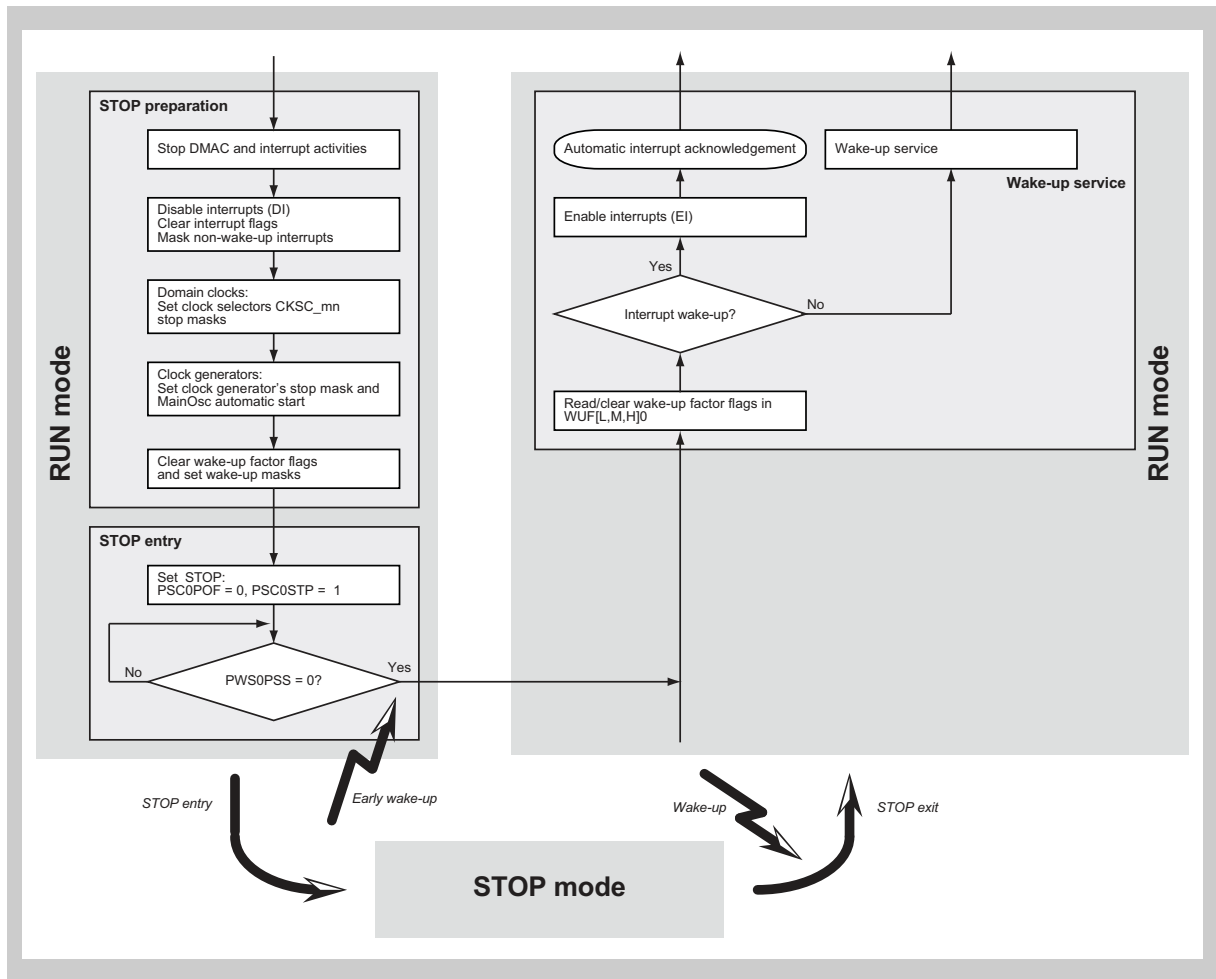 STOP preparation
Stop DMAC and interrupt activities
Disable interrupts (DI)
Clear interrupt flags
Mask non-wake-up interrupts
Domain clocks:
Set clock selectors CKSC_mn
stop masks
Clock generators:
Set clock generator's stop mask and
MainOsc automatic start
Clear wake-up factor flags
and set wake-up masks
RUN mode
STOP entry
Set STOP:
PSC0POF = 0, PSC0STP = 1
No
PWS0PSS = 0?
Yes
Automatic interrupt acknowledgement
Wake-up service
Wake-up service
Enable interrupts (EI)
Yes
Interrupt wake-up?
No
Read/clear wake-up factor flags in
WUF[L,M,H]0
RUN mode
STOP entry
Early wake-up
Wake-up
STOP exit
STOP mode